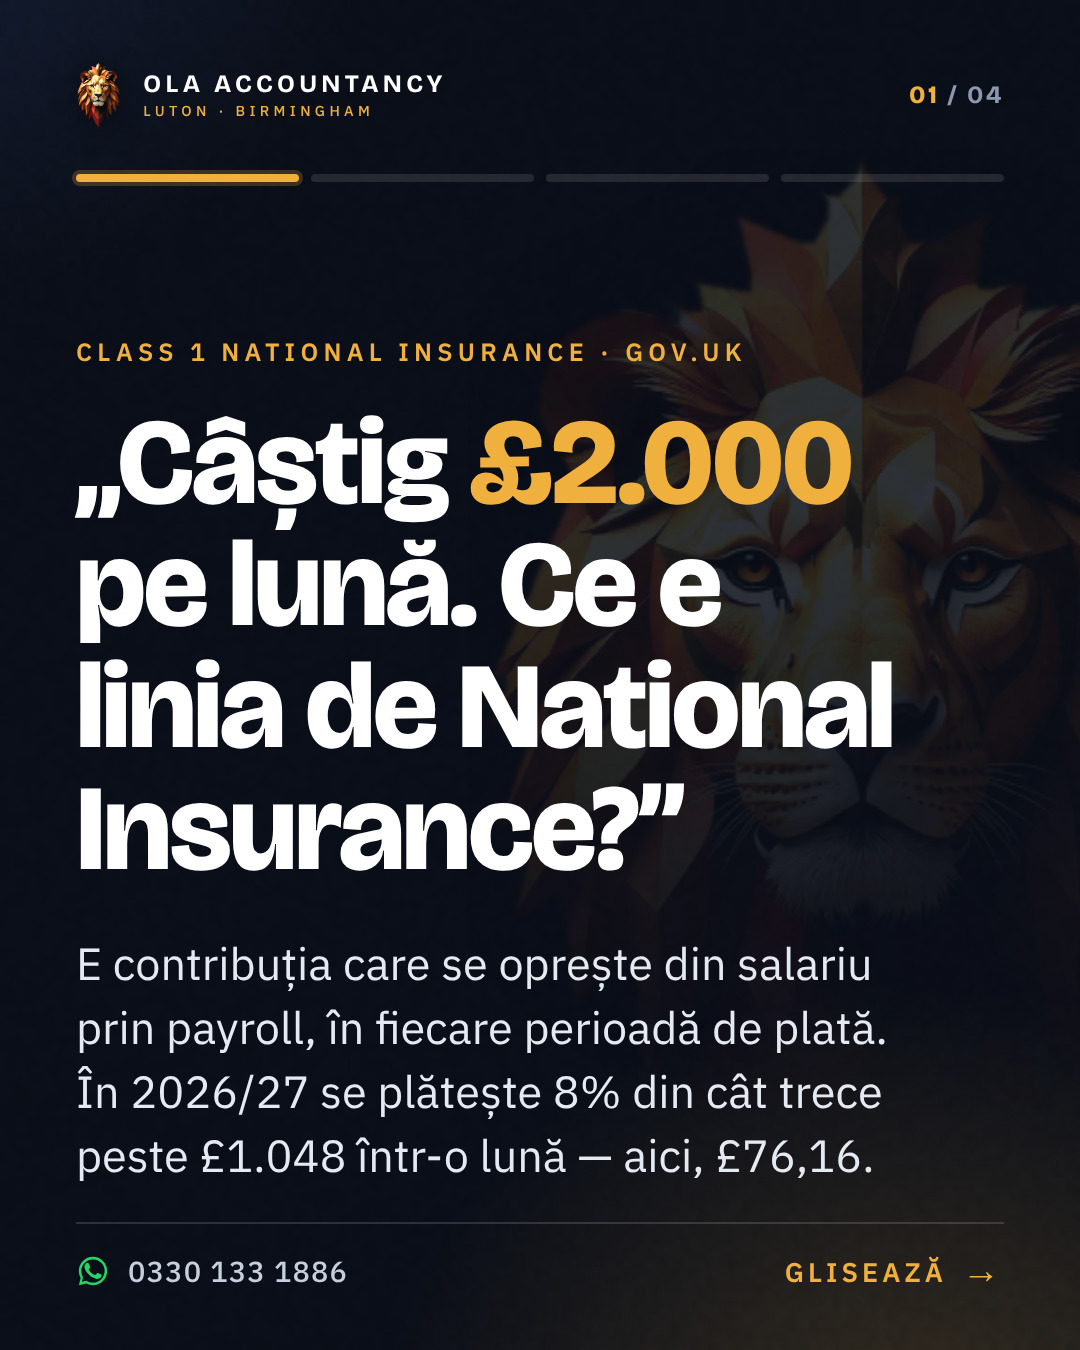 OLA ACCOUNTANCY
LUTON · BIRMINGHAM
01 / 04
CLASS 1 NATIONAL INSURANCE · GOV.UK
„Câștig £2.000
pe lună. Ce e
linia de National
Insurance?”
E contribuția care se oprește din salariu
prin payroll, în fiecare perioadă de plată.
În 2026/27 se plătește 8% din cât trece
peste £1.048 într-o lună — aici, £76,16.
0330 133 1886
GLISEAZĂ →